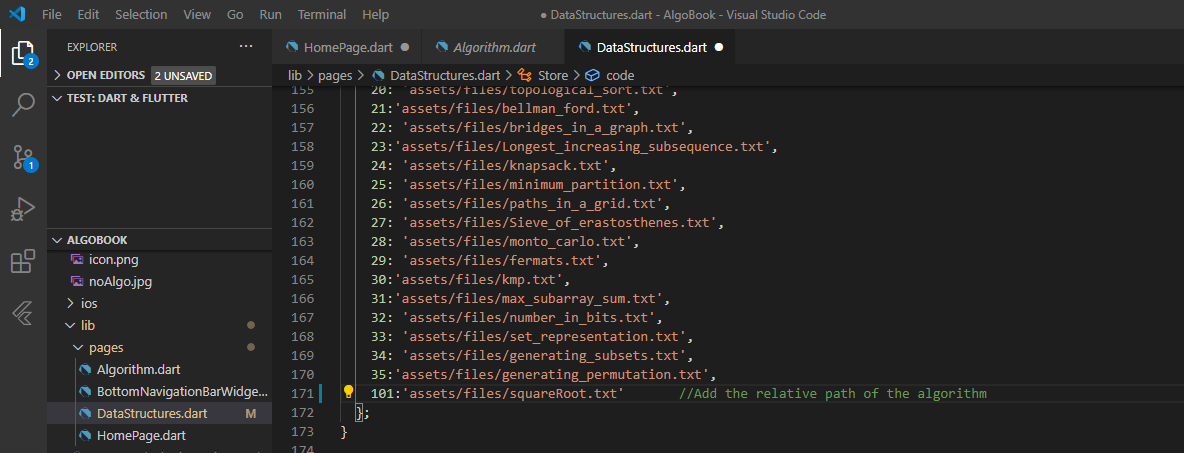 File Edit View Go Run Terminal Help
● DataStructures.dart - AlgoBook - Visual Studio Code
EXPLORER ···
HomePage.dart ●
Algorithm.dart
DataStructures.dart ●
OPEN EDITORS 2 UNSAVED
lib > pages > DataStructures.dart > Store > code
TEST: DART & FLUTTER
2
1
ALGOBOOK
icon.png
noAlgo.jpg
ios
lib
pages
Algorithm.dart
BottomNavigationBarWidge...
DataStructures.dart M
HomePage.dart
155 20: 'assets/files/topological_sort.txt',
156 21:'assets/files/bellman_ford.txt',
157 22: 'assets/files/bridges_in_a_graph.txt',
158 23:'assets/files/Longest_increasing_subsequence.txt',
159 24: 'assets/files/knapsack.txt',
160 25: 'assets/files/minimum_partition.txt',
161 26: 'assets/files/paths_in_a_grid.txt',
162 27: 'assets/files/Sieve_of_erastosthenes.txt',
163 28: 'assets/files/monto_carlo.txt',
164 29: 'assets/files/fermats.txt',
165 30:'assets/files/kmp.txt',
166 31:'assets/files/max_subarray_sum.txt',
167 32: 'assets/files/number_in_bits.txt',
168 33: 'assets/files/set_representation.txt',
169 34: 'assets/files/generating_subsets.txt',
170 35:'assets/files/generating_permutation.txt',
171 101:'assets/files/squareRoot.txt' //Add the relative path of the algorithm
172 };
173 }
174